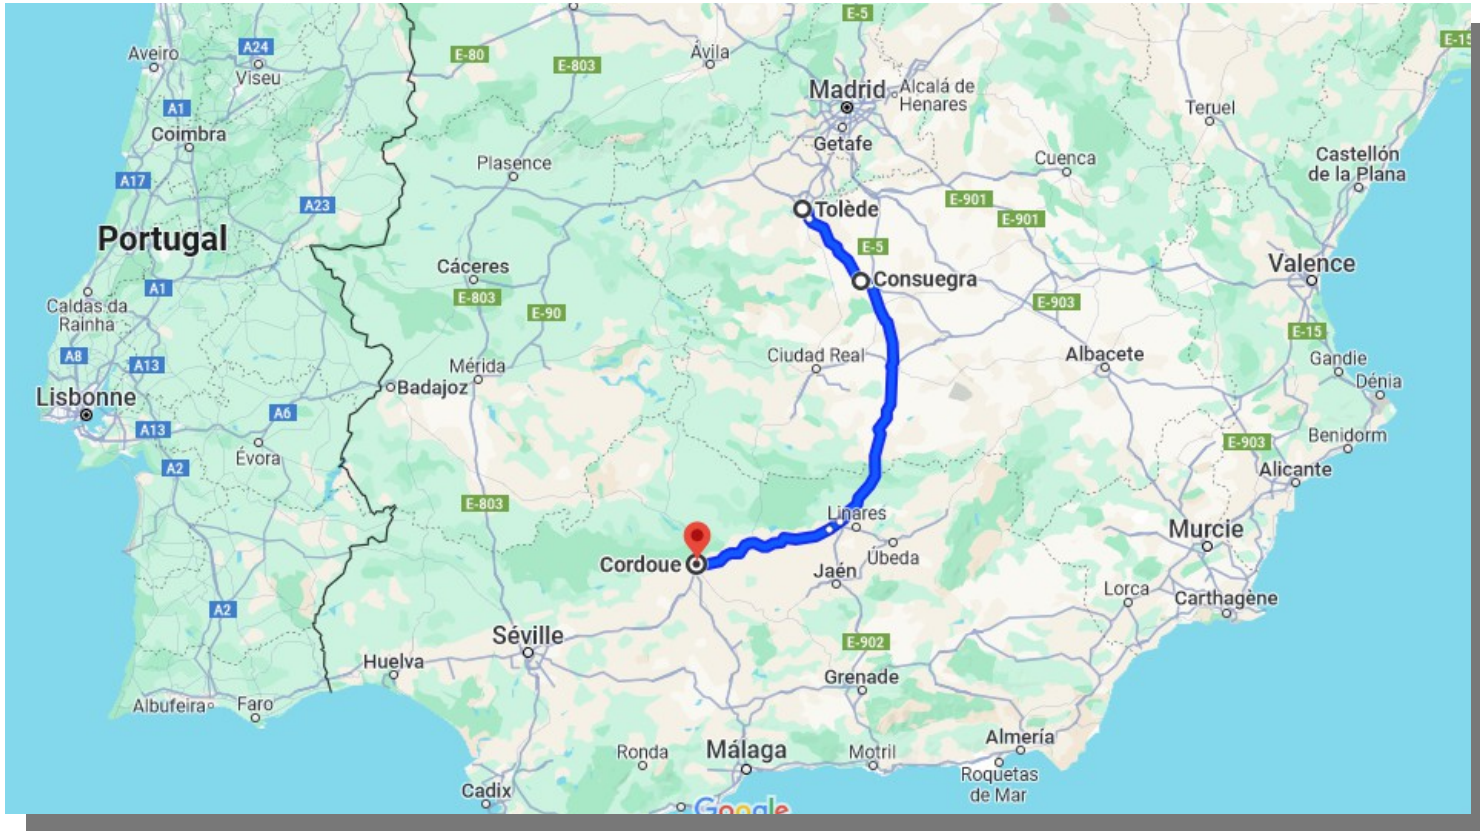 E-5
E-15
Aveiro
A24
Viseu
E-80
E-803
Ávila
Madrid
Alcalá de
Henares
A1
Coimbra
Getafe
Teruel
Plasence
Cuenca
Castellón
de la Plana
A17
A23
E-901
E-901
Tolède
Portugal
E-5
Cáceres
E-803
Consuegra
Valence
A1
Caldas da
Rainha
E-90
E-903
E-15
A8
A13
Mérida
Ciudad Real
Albacete
Gandie
Dénia
Badajoz
Lisbonne
A6
A13
Évora
A2
E-903
Benidorm
Alicante
E-803
Linares
Murcie
Cordoue
Úbeda
Jaén
Lorca
Carthagène
A2
Séville
E-902
Huelva
Grenade
Albufeira
Faro
Ronda
Málaga
Motril
Almería
Roquetas
de Mar
Cadix
Google